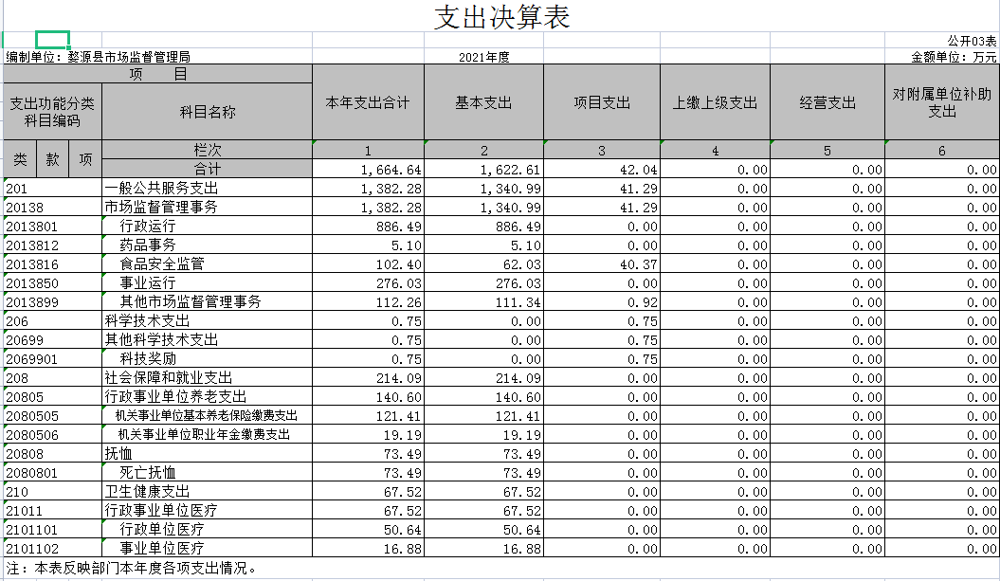 支出决算表
公开03表
编制单位：婺源县市场监督管理局 2021年度 金额单位：万元
项 目 本年支出合计 基本支出 项目支出 上缴上级支出 经营支出 对附属单位补助支出
支出功能分类科目编码 科目名称
类 款 项 栏次 1 2 3 4 5 6
合计 1,664.64 1,622.61 42.04 0.00 0.00 0.00
201 一般公共服务支出 1,382.28 1,340.99 41.29 0.00 0.00 0.00
20138 市场监督管理事务 1,382.28 1,340.99 41.29 0.00 0.00 0.00
2013801 行政运行 886.49 886.49 0.00 0.00 0.00 0.00
2013812 药品事务 5.10 5.10 0.00 0.00 0.00 0.00
2013816 食品安全监管 102.40 62.03 40.37 0.00 0.00 0.00
2013850 事业运行 276.03 276.03 0.00 0.00 0.00 0.00
2013899 其他市场监督管理事务 112.26 111.34 0.92 0.00 0.00 0.00
206 科学技术支出 0.75 0.00 0.75 0.00 0.00 0.00
20699 其他科学技术支出 0.75 0.00 0.75 0.00 0.00 0.00
2069901 科技奖励 0.75 0.00 0.75 0.00 0.00 0.00
208 社会保障和就业支出 214.09 214.09 0.00 0.00 0.00 0.00
20805 行政事业单位养老支出 140.60 140.60 0.00 0.00 0.00 0.00
2080505 机关事业单位基本养老保险缴费支出 121.41 121.41 0.00 0.00 0.00 0.00
2080506 机关事业单位职业年金缴费支出 19.19 19.19 0.00 0.00 0.00 0.00
20808 抚恤 73.49 73.49 0.00 0.00 0.00 0.00
2080801 死亡抚恤 73.49 73.49 0.00 0.00 0.00 0.00
210 卫生健康支出 67.52 67.52 0.00 0.00 0.00 0.00
21011 行政事业单位医疗 67.52 67.52 0.00 0.00 0.00 0.00
2101101 行政单位医疗 50.64 50.64 0.00 0.00 0.00 0.00
2101102 事业单位医疗 16.88 16.88 0.00 0.00 0.00 0.00
注：本表反映部门本年度各项支出情况。